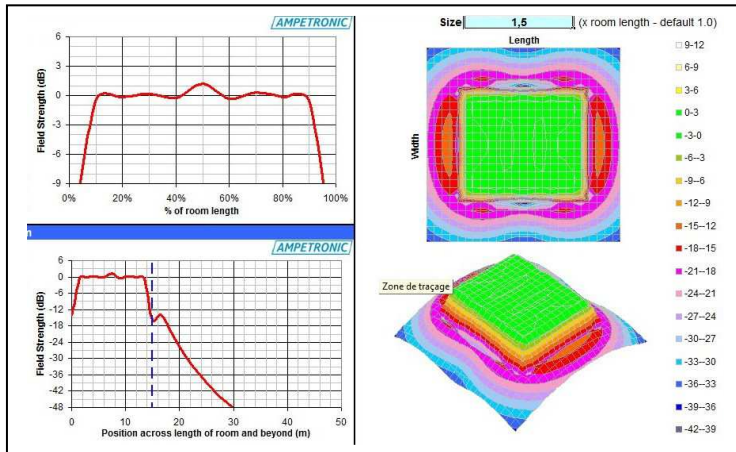 AMPETRONIC
Field Strength (dB)
6
3
0
-3
-6
-9
0% 20% 40% 60% 80% 100%
% of room length
n
AMPETRONIC
Field Strength (dB)
6
0
-6
-12
-18
-24
-30
-36
-42
-48
0 10 20 30 40 50
Position across length of room and beyond (m)
Size 1,5 (x room length - default 1.0)
Length
Width
Zone de traçage
9-12
6-9
3-6
0-3
-3-0
-6--3
-9--6
-12--9
-15--12
-18--15
-21--18
-24--21
-27--24
-30--27
-33--30
-36--33
-39--36
-42--39